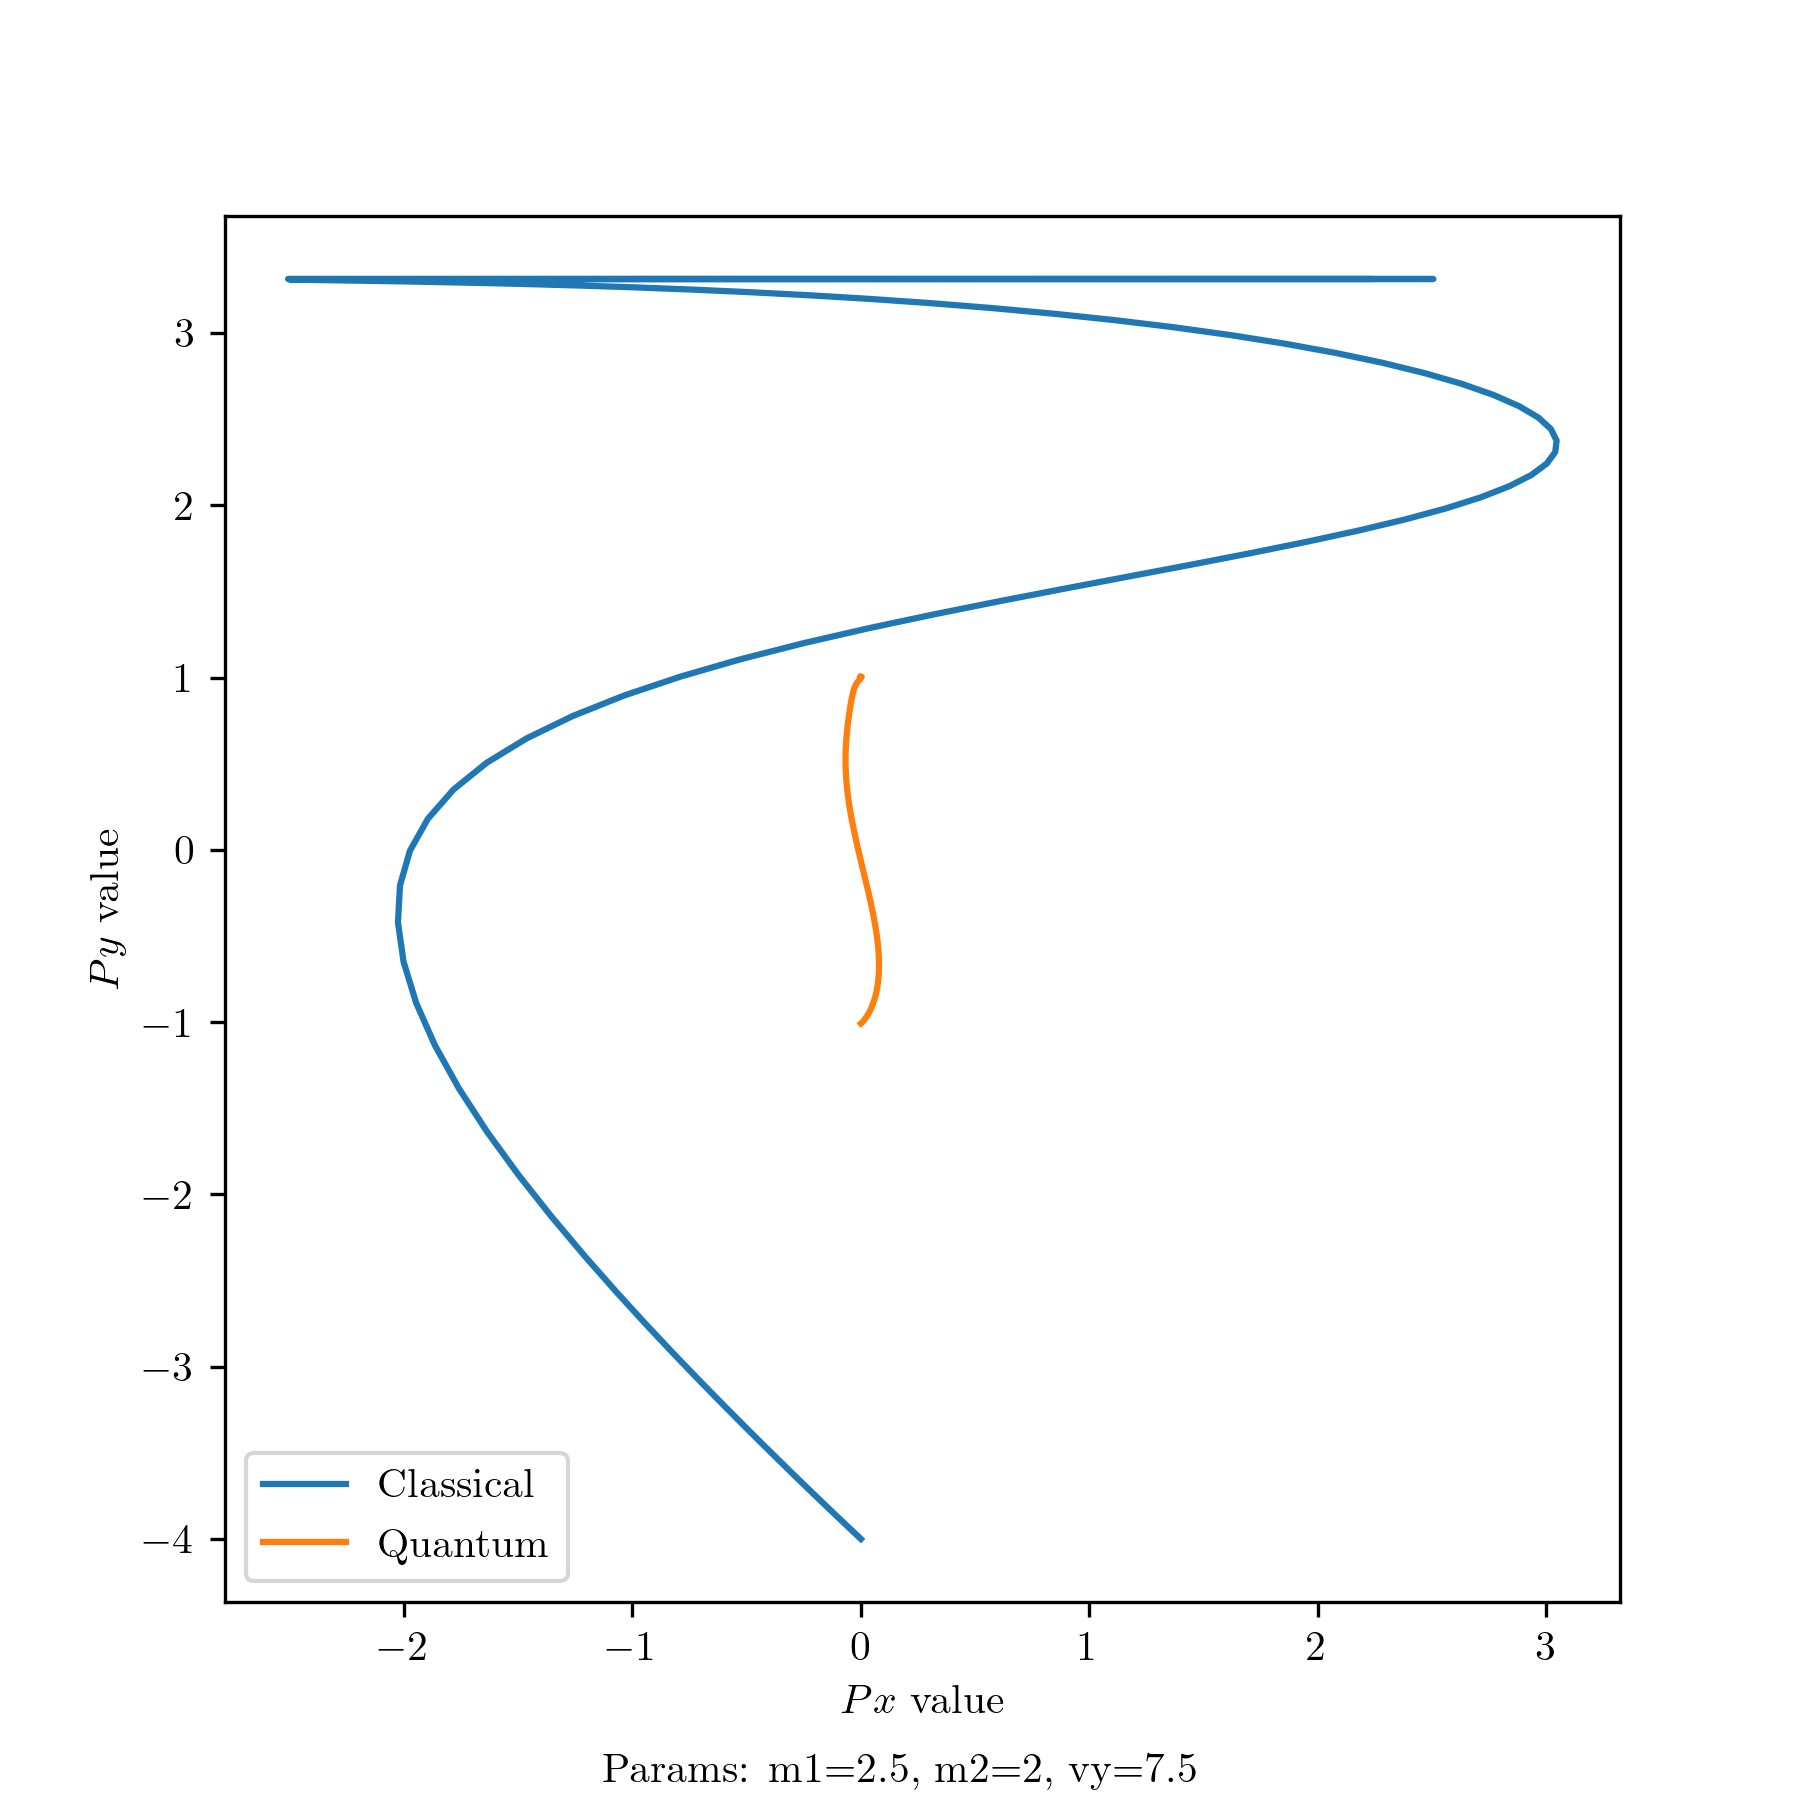 3
2
1
0
−1
−2
−3
−4
Py value
Classical
Quantum
−2 −1 0 1 2 3
Px value
Params: m1=2.5, m2=2, vy=7.5